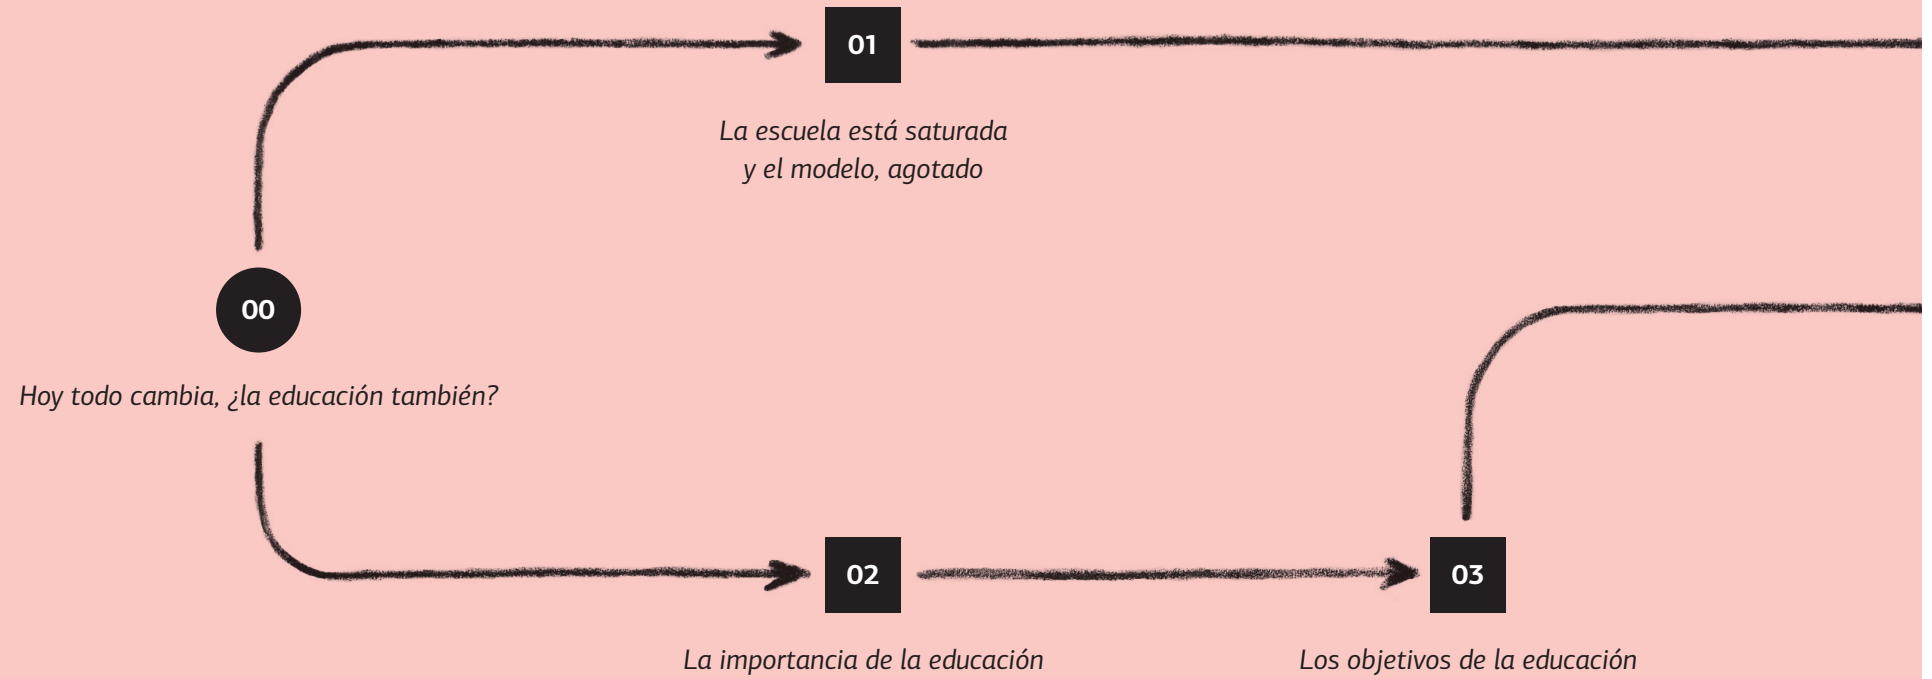 01
La escuela está saturada
y el modelo, agotado
00
Hoy todo cambia, ¿la educación también?
02
La importancia de la educación
03
Los objetivos de la educación